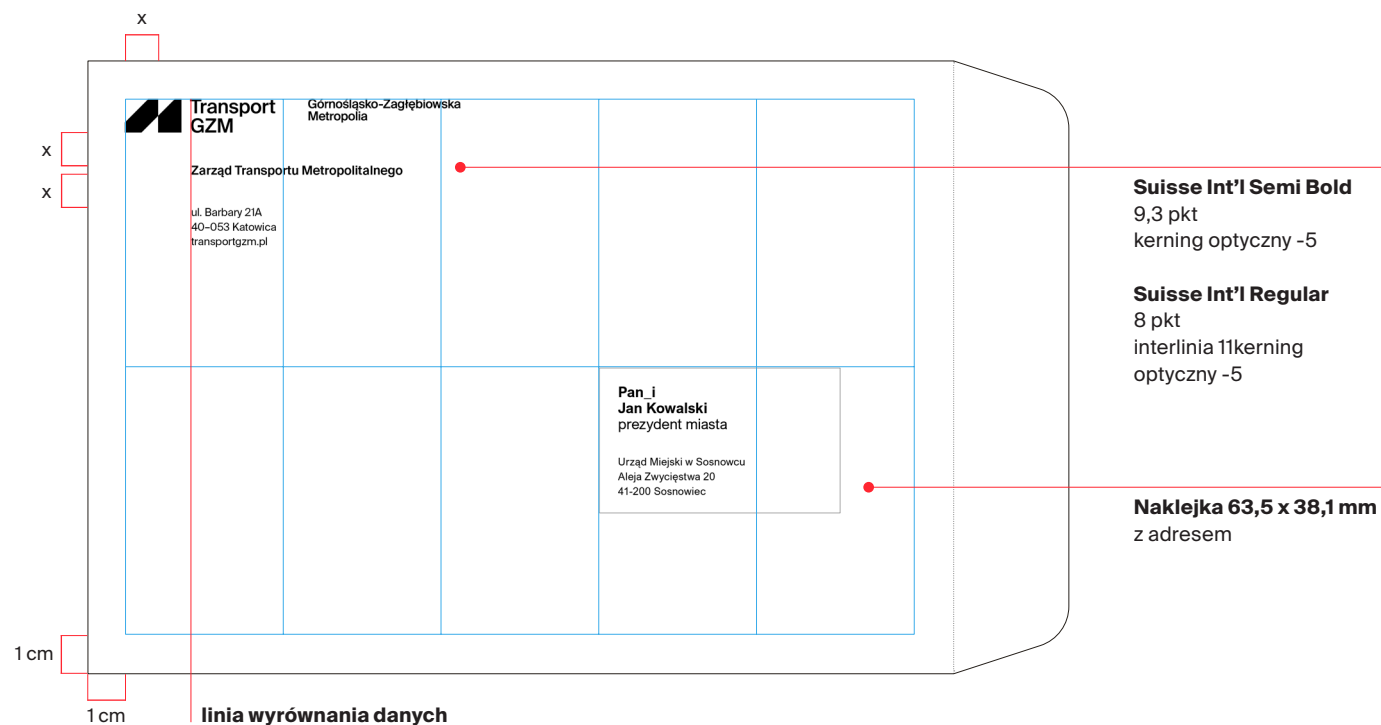 x
Transport
GZM
Górnośląsko-Zagłębiowska
Metropolia
x
Zarząd Transportu Metropolitalnego
x
ul. Barbary 21A
40–053 Katowica
transportgzm.pl
Suisse Int’l Semi Bold
9,3 pkt
kerning optyczny -5
Suisse Int’l Regular
8 pkt
interlinia 11kerning
optyczny -5
Pan_i
Jan Kowalski
prezydent miasta
Urząd Miejski w Sosnowcu
Aleja Zwycięstwa 20
41-200 Sosnowiec
Naklejka 63,5 x 38,1 mm
z adresem
1 cm
1 cm
linia wyrównania danych